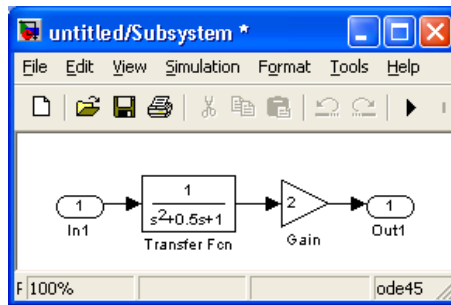 untitled/Subsystem *
File Edit View Simulation Format Tools Help
1
In1
1
s²+0.5s+1
Transfer Fcn
2
Gain
1
Out1
F 100% ode45